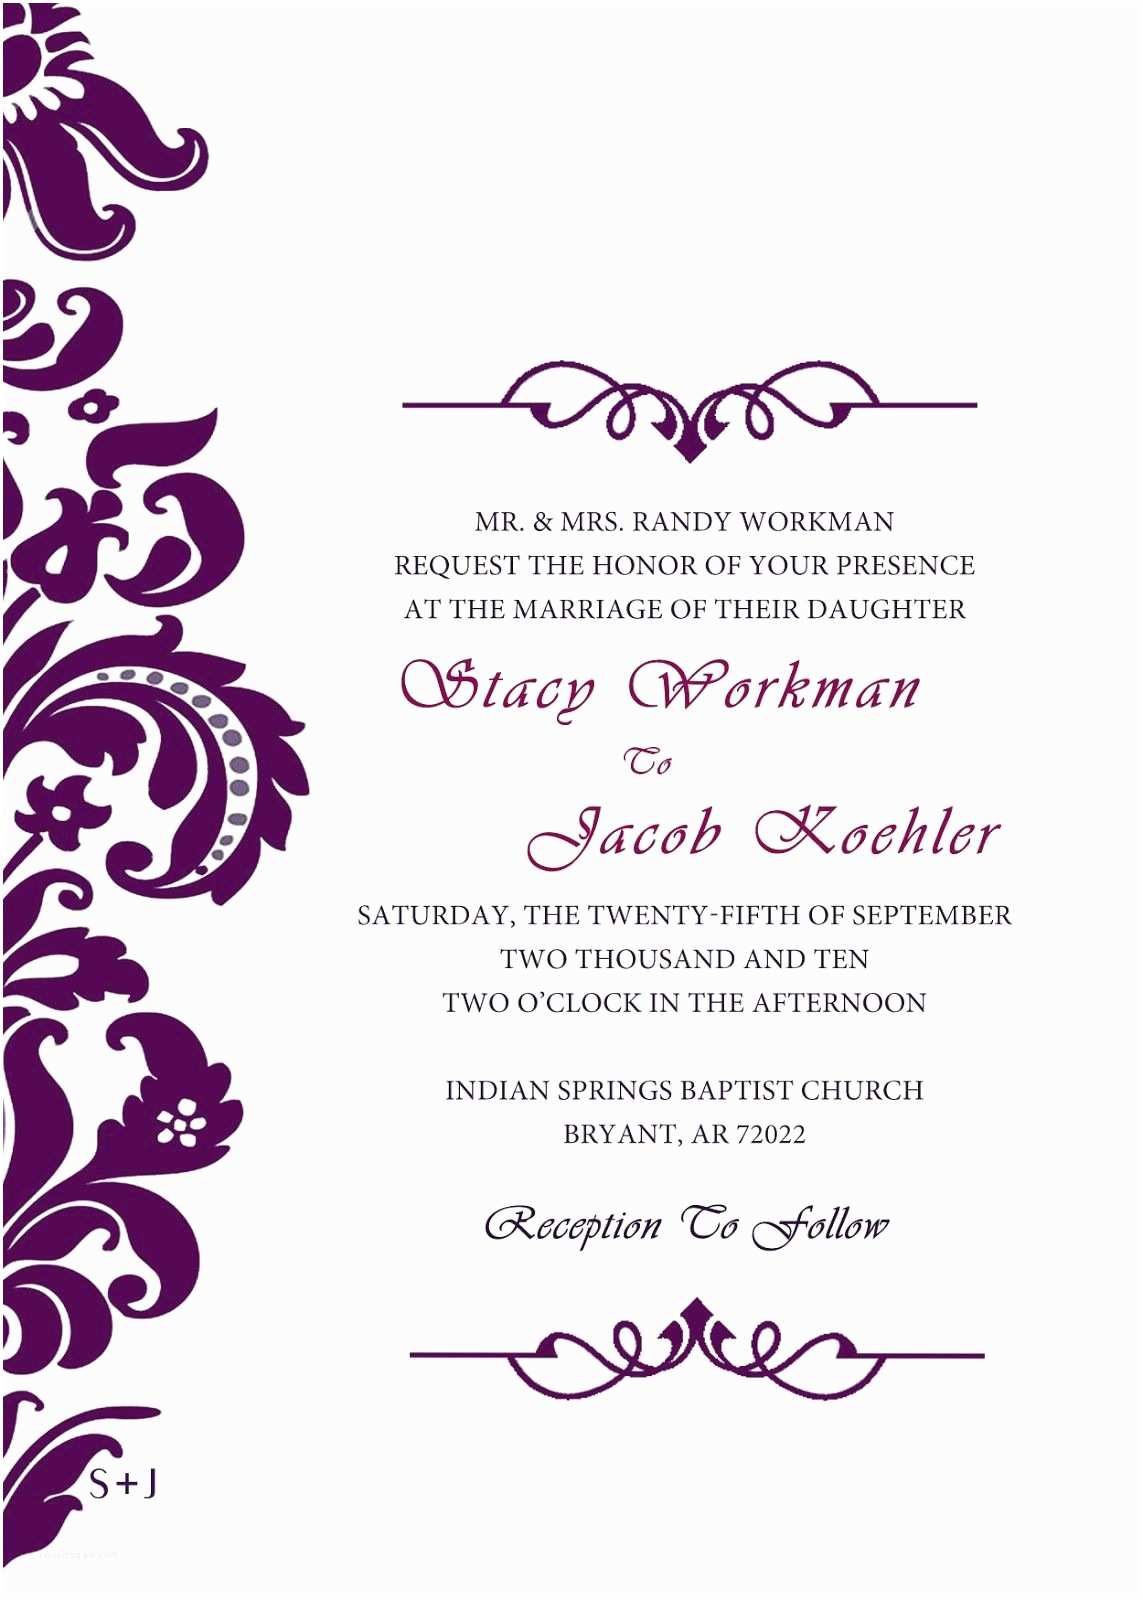 MR. & MRS. RANDY WORKMAN
REQUEST THE HONOR OF YOUR PRESENCE
AT THE MARRIAGE OF THEIR DAUGHTER
Stacy Workman
To
Jacob Koehler
SATURDAY, THE TWENTY-FIFTH OF SEPTEMBER
TWO THOUSAND AND TEN
TWO O’CLOCK IN THE AFTERNOON
INDIAN SPRINGS BAPTIST CHURCH
BRYANT, AR 72022
Reception To Follow
S+J